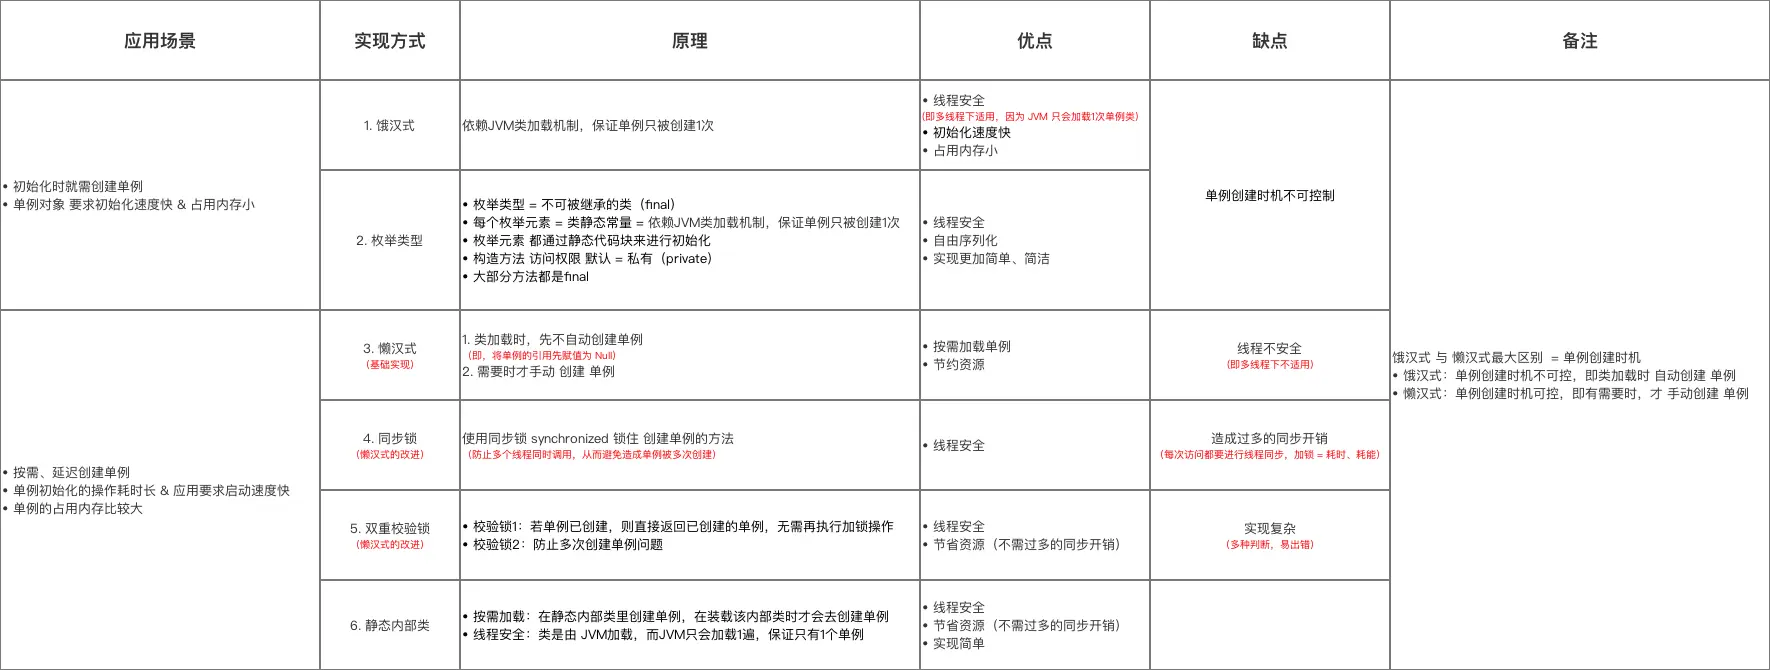 应用场景
实现方式
原理
优点
缺点
备注
• 初始化时就需创建单例
• 单例对象 要求初始化速度快 & 占用内存小
1. 饿汉式
依赖JVM类加载机制，保证单例只被创建1次
• 线程安全
(即多线程下适用，因为 JVM 只会加载1次单例类)
• 初始化速度快
• 占用内存小
单例创建时机不可控制
2. 枚举类型
• 枚举类型 = 不可被继承的类（final）
• 每个枚举元素 = 类静态常量 = 依赖JVM类加载机制，保证单例只被创建1次
• 枚举元素 都通过静态代码块来进行初始化
• 构造方法 访问权限 默认 = 私有（private）
• 大部分方法都是final
• 线程安全
• 自由序列化
• 实现更加简单、简洁
• 按需、延迟创建单例
• 单例初始化的操作耗时长 & 应用要求启动速度快
• 单例的占用内存比较大
3. 懒汉式
（基础实现）
1. 类加载时，先不自动创建单例
（即，将单例的引用先赋值为 Null）
2. 需要时才手动 创建 单例
• 按需加载单例
• 节约资源
线程不安全
（即多线程下不适用）
4. 同步锁
（懒汉式的改进）
使用同步锁 synchronized 锁住 创建单例的方法
（防止多个线程同时调用，从而避免造成单例被多次创建）
• 线程安全
造成过多的同步开销
（每次访问都要进行线程同步，加锁 = 耗时、耗能）
5. 双重校验锁
（懒汉式的改进）
• 校验锁1：若单例已创建，则直接返回已创建的单例，无需再执行加锁操作
• 校验锁2：防止多次创建单例问题
• 线程安全
• 节省资源（不需过多的同步开销）
实现复杂
（多种判断，易出错）
6. 静态内部类
• 按需加载：在静态内部类里创建单例，在装载该内部类时才会去创建单例
• 线程安全：类是由 JVM加载，而JVM只会加载1遍，保证只有1个单例
• 线程安全
• 节省资源（不需过多的同步开销）
• 实现简单
饿汉式 与 懒汉式最大区别 = 单例创建时机
• 饿汉式：单例创建时机不可控，即类加载时 自动创建 单例
• 懒汉式：单例创建时机可控，即有需要时，才 手动创建 单例